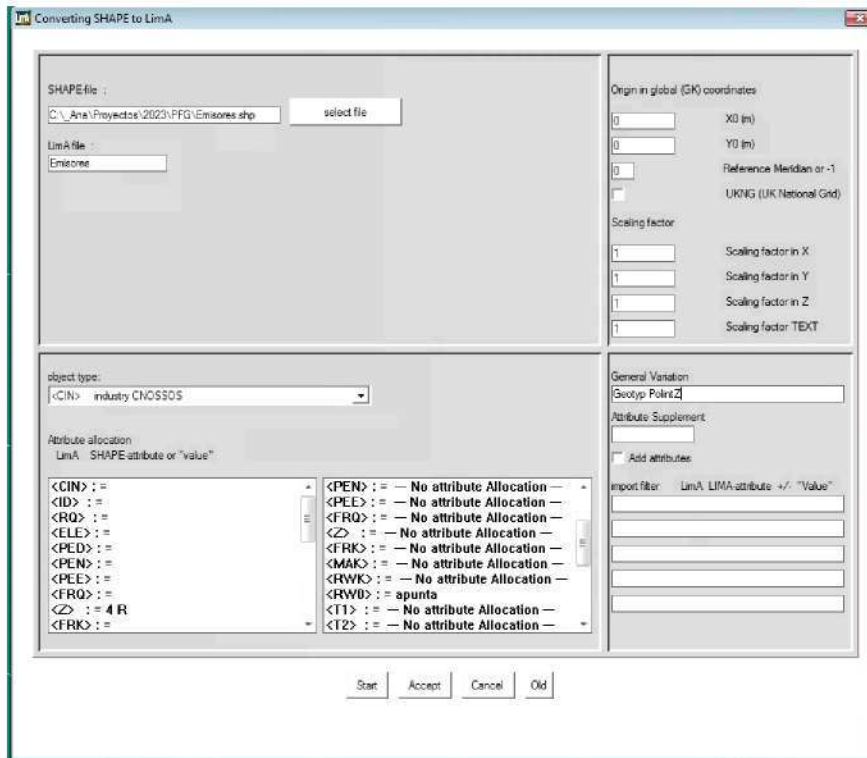 Converting SHAPE to LimA
SHAPE-file :
C:\_Ana\Proyectos\2023\PFG\Emisores.shp
select file
LimA file :
Emisores
Origin in global (GK) coordinates
0 X0 (m)
0 Y0 (m)
0 Reference Meridian or -1
UKNG (UK National Grid)
Scaling factor
1 Scaling factor in X
1 Scaling factor in Y
1 Scaling factor in Z
1 Scaling factor TEXT
object type:
<CIN> industry CNOSSOS
Attribute allocation
LimA SHAPE-attribute or "value"
<CIN> : =
<ID> : =
<RQ> : =
<ELE> : =
<PED> : =
<PEN> : =
<PEE> : =
<FRQ> : =
<Z> : = 4 R
<FRK> : =
<PEN> : = — No attribute Allocation —
<PEE> : = — No attribute Allocation —
<FRQ> : = — No attribute Allocation —
<Z> : = — No attribute Allocation —
<FRK> : = — No attribute Allocation —
<MAK> : = — No attribute Allocation —
<RWK> : = — No attribute Allocation —
<RW0> : = apunta
<T1> : = — No attribute Allocation —
<T2> : = — No attribute Allocation —
General Variation
Geotyp PolintZ
Attribute Supplement
Add attributes
import filter LimA LIMA-attribute +/- "Value"
Start Accept Cancel Old